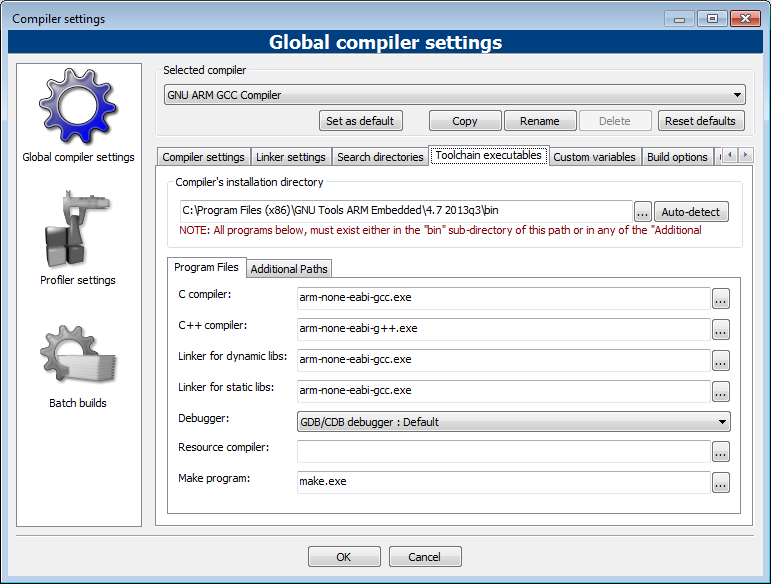 Compiler settings
Global compiler settings
Global compiler settings
Profiler settings
Batch builds
Selected compiler
GNU ARM GCC Compiler
Set as default Copy Rename Delete Reset defaults
Compiler settings Linker settings Search directories Toolchain executables Custom variables Build options
Compiler's installation directory
C:\Program Files (x86)\GNU Tools ARM Embedded\4.7 2013q3\bin ... Auto-detect
NOTE: All programs below, must exist either in the "bin" sub-directory of this path or in any of the "Additional
Program Files Additional Paths
C compiler: arm-none-eabi-gcc.exe ...
C++ compiler: arm-none-eabi-g++.exe ...
Linker for dynamic libs: arm-none-eabi-gcc.exe ...
Linker for static libs: arm-none-eabi-gcc.exe ...
Debugger: GDB/CDB debugger : Default
Resource compiler: ...
Make program: make.exe ...
OK Cancel